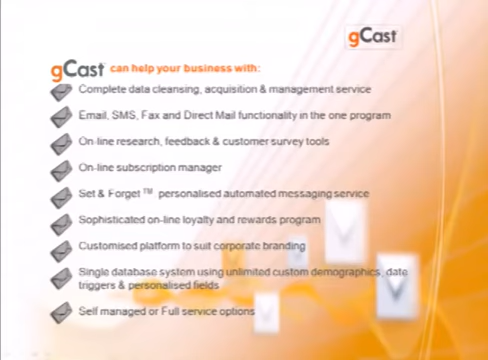 gCast
gCast can help your business with:
Complete data cleansing, acquisition & management service
Email, SMS, Fax and Direct Mail functionality in the one program
On-line research, feedback & customer survey tools
On-line subscription manager
Set & Forget ™ personalised automated messaging service
Sophisticated on-line loyalty and rewards program
Customised platform to suit corporate branding
Single database system using unlimited custom demographics, date
triggers & personalised fields
Self managed or Full service options